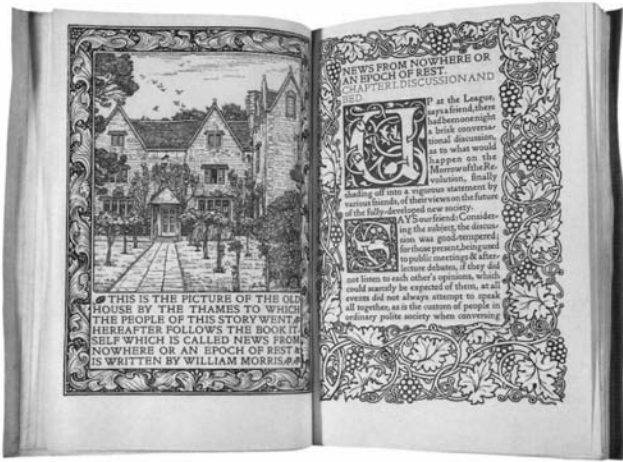 THIS IS THE PICTURE OF THE OLD
HOUSE BY THE THAMES TO WHICH
THE PEOPLE OF THIS STORY WENT
HEREAFTER FOLLOWS THE BOOK IT-
SELF WHICH IS CALLED NEWS FROM
NOWHERE OR AN EPOCH OF REST &
IS WRITTEN BY WILLIAM MORRIS
NEWS FROM NOWHERE OR
AN EPOCH OF REST.
CHAPTER I. DISCUSSION AND
BED.
UP at the League,
says a friend, there
had been one night
a brisk conversa-
tional discussion,
as to what would
happen on the
Morrow of the Re-
volution, finally
shading off into a vigorous statement by
various friends, of their views on the future
of the fully-developed new society.
SAYS our friend: Consider-
ing the subject, the discus-
sion was good-tempered;
for those present, being used
to public meetings & after-
lecture debates, if they did
not listen to each other's opinions, which
could scarcely be expected of them, at all
events did not always attempt to speak
all together, as is the custom of people in
ordinary polite society when conversing